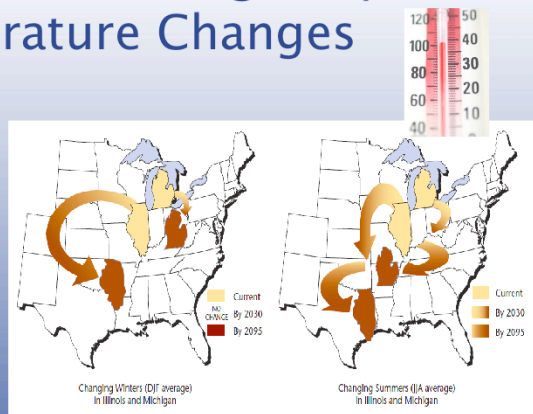 rature Changes
120 50
100 40
80 30
60 20
40 10
Current
NO CHANGE By 2030
By 2095
Changing Winters (DJF average)
in Illinois and Michigan
Current
By 2030
By 2095
Changing Summers (JJA average)
in Illinois and Michigan